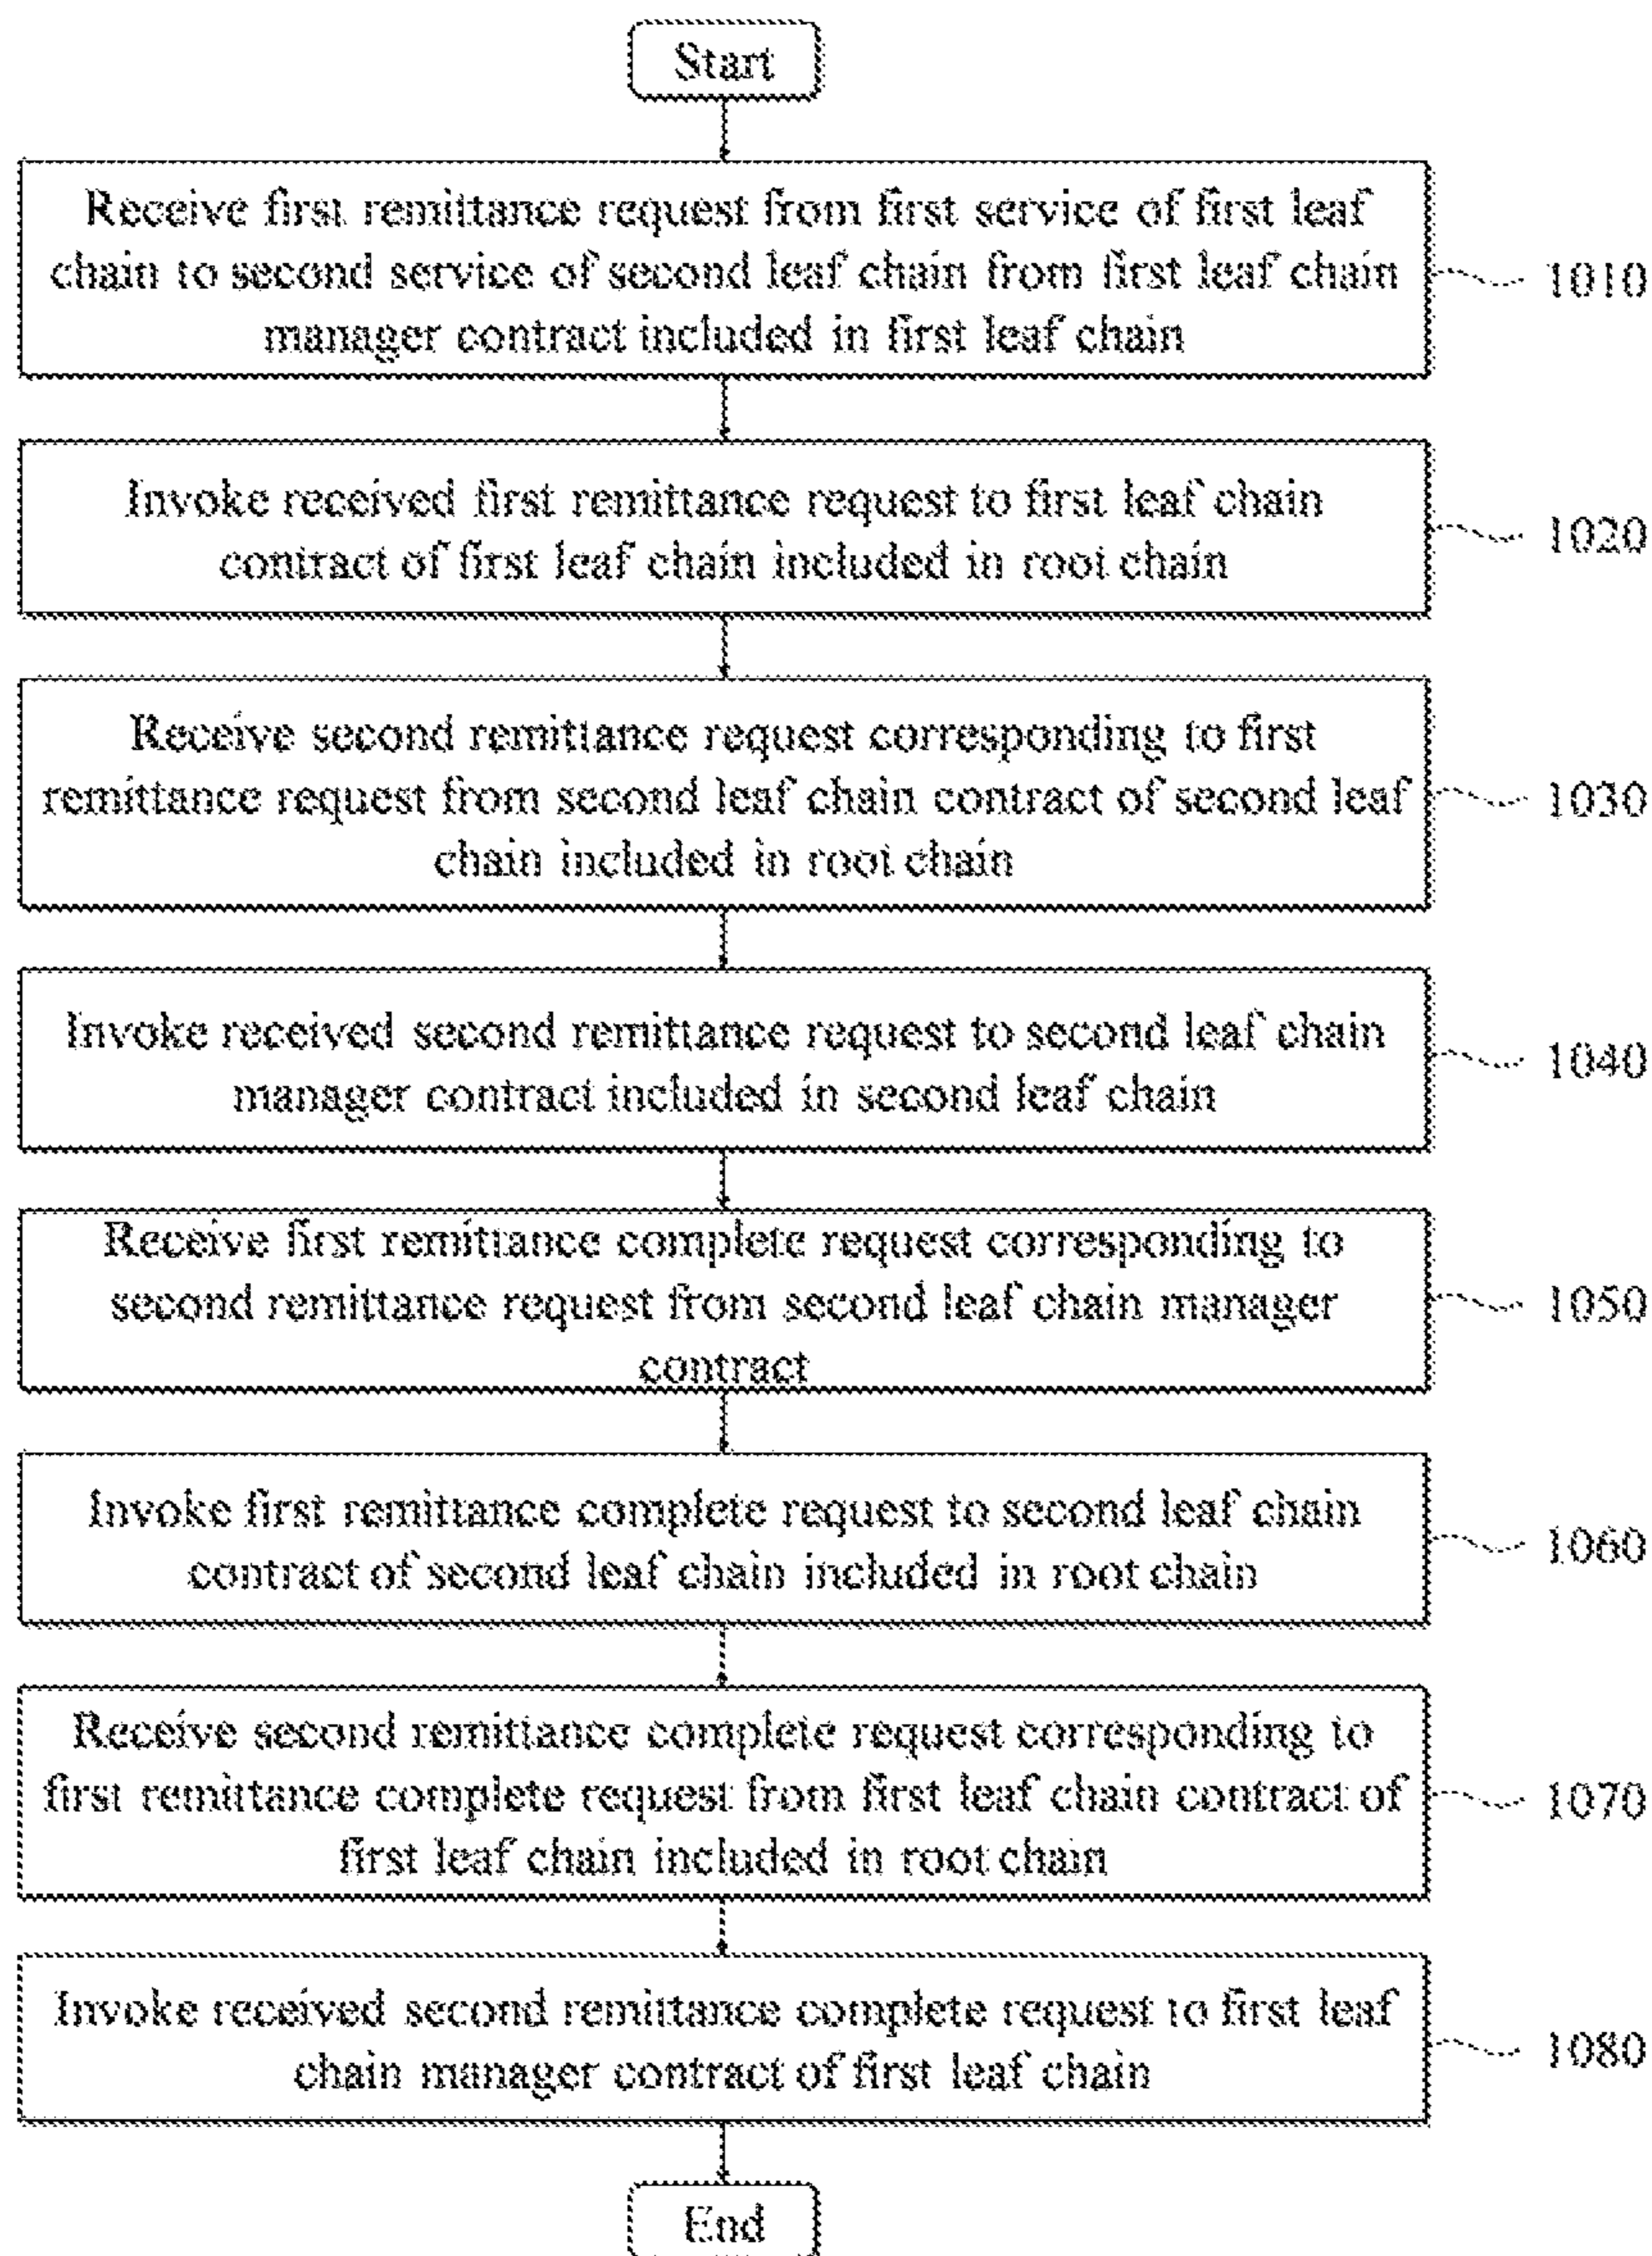 Start
Receive first remittance request from first service of first leaf
chain to second service of second leaf chain from first leaf chain
manager contract included in first leaf chain
1010
Invoke received first remittance request to first leaf chain
contract of first leaf chain included in root chain
1020
Receive second remittance request corresponding to first
remittance request from second leaf chain contract of second leaf
chain included in root chain
1030
Invoke received second remittance request to second leaf chain
manager contract included in second leaf chain
1040
Receive first remittance complete request corresponding to
second remittance request from second leaf chain manager
contract
1050
Invoke first remittance complete request to second leaf chain
contract of second leaf chain included in root chain
1060
Receive second remittance complete request corresponding to
first remittance complete request from first leaf chain contract of
first leaf chain included in root chain
1070
Invoke received second remittance complete request to first leaf
chain manager contract of first leaf chain
1080
End